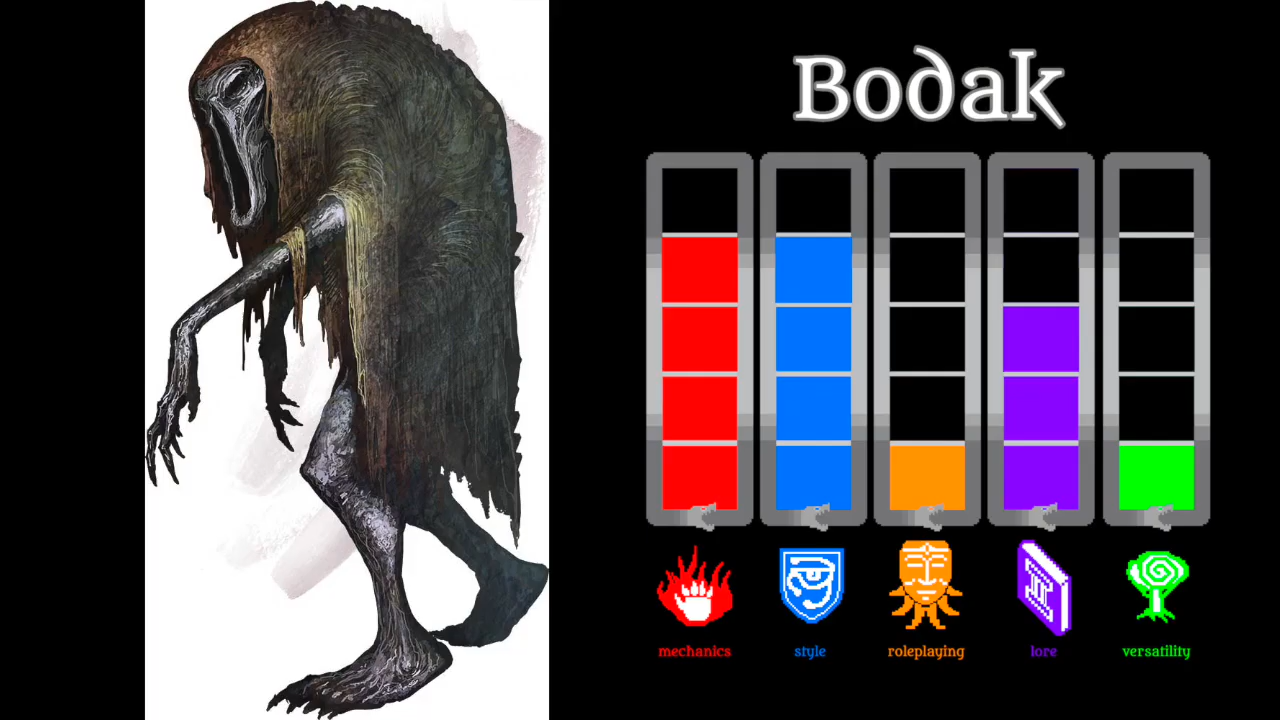 Bodak
mechanics
style
roleplaying
lore
versatility